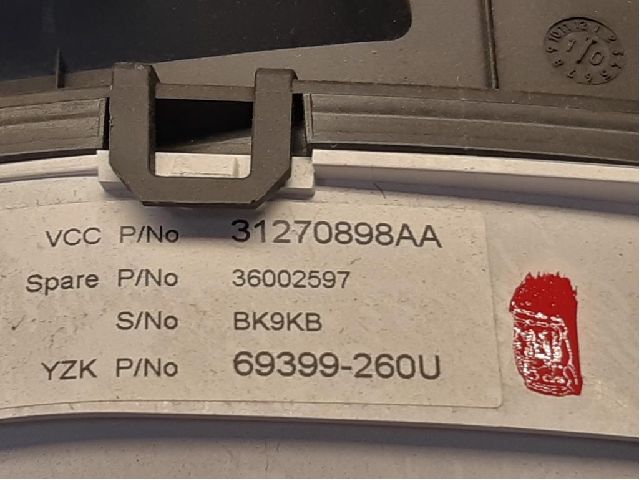 VCC P/No 31270898AA
Spare P/No 36002597
S/No BK9KB
YZK P/No 69399-260U